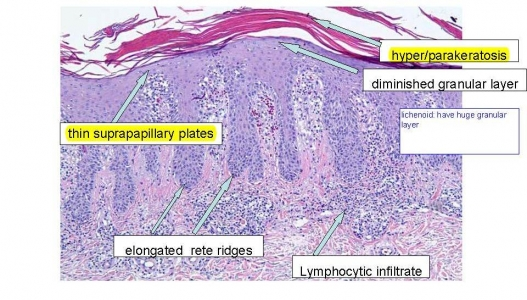 hyper/parakeratosis
diminished granular layer
lichenoid: have huge granular
layer
thin suprapapillary plates
elongated rete ridges
Lymphocytic infiltrate